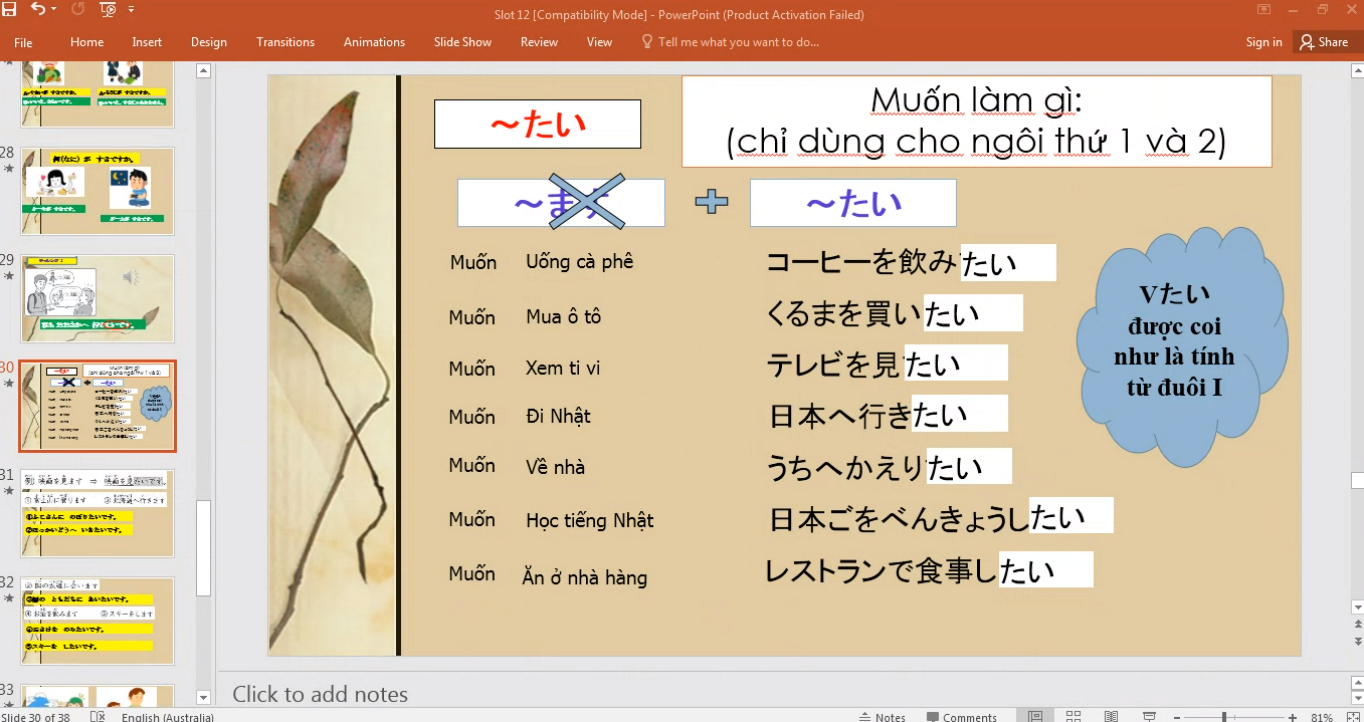 Slot 12 [Compatibility Mode] - PowerPoint (Product Activation Failed)
File Home Insert Design Transitions Animations Slide Show Review View Tell me what you want to do... Sign in Share
～たい
Muốn làm gì:
(chỉ dùng cho ngôi thứ 1 và 2)
～ます
～たい
Muốn Uống cà phê コーヒーを飲みたい
Muốn Mua ô tô くるまを買いたい
Muốn Xem ti vi テレビを見たい
Muốn Đi Nhật 日本へ行きたい
Muốn Về nhà うちへかえりたい
Muốn Học tiếng Nhật 日本ごをべんきょうしたい
Muốn Ăn ở nhà hàng レストランで食事したい
Vたい
được coi
như là tính
từ đuôi I
28
29
30
31
32
33
Click to add notes
Slide 30 of 38 English (Australia) Notes Comments 81%